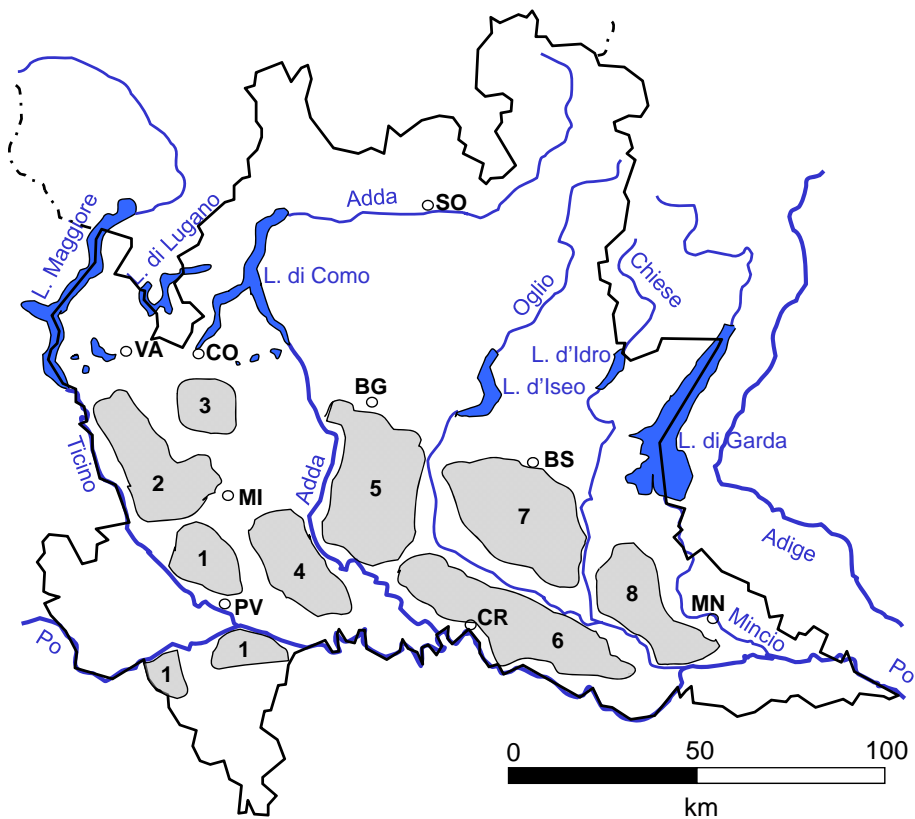 Adda
SO
L. Maggiore
L. di Lugano
L. di Como
Oglio
Chiese
VA
CO
L. d'Idro
L. d'Iseo
BG
3
L. di Garda
Ticino
Adda
BS
2
MI
5
7
1
4
Adige
8
PV
CR
MN
Mincio
Po
6
1
1
Po
0 50 100
km